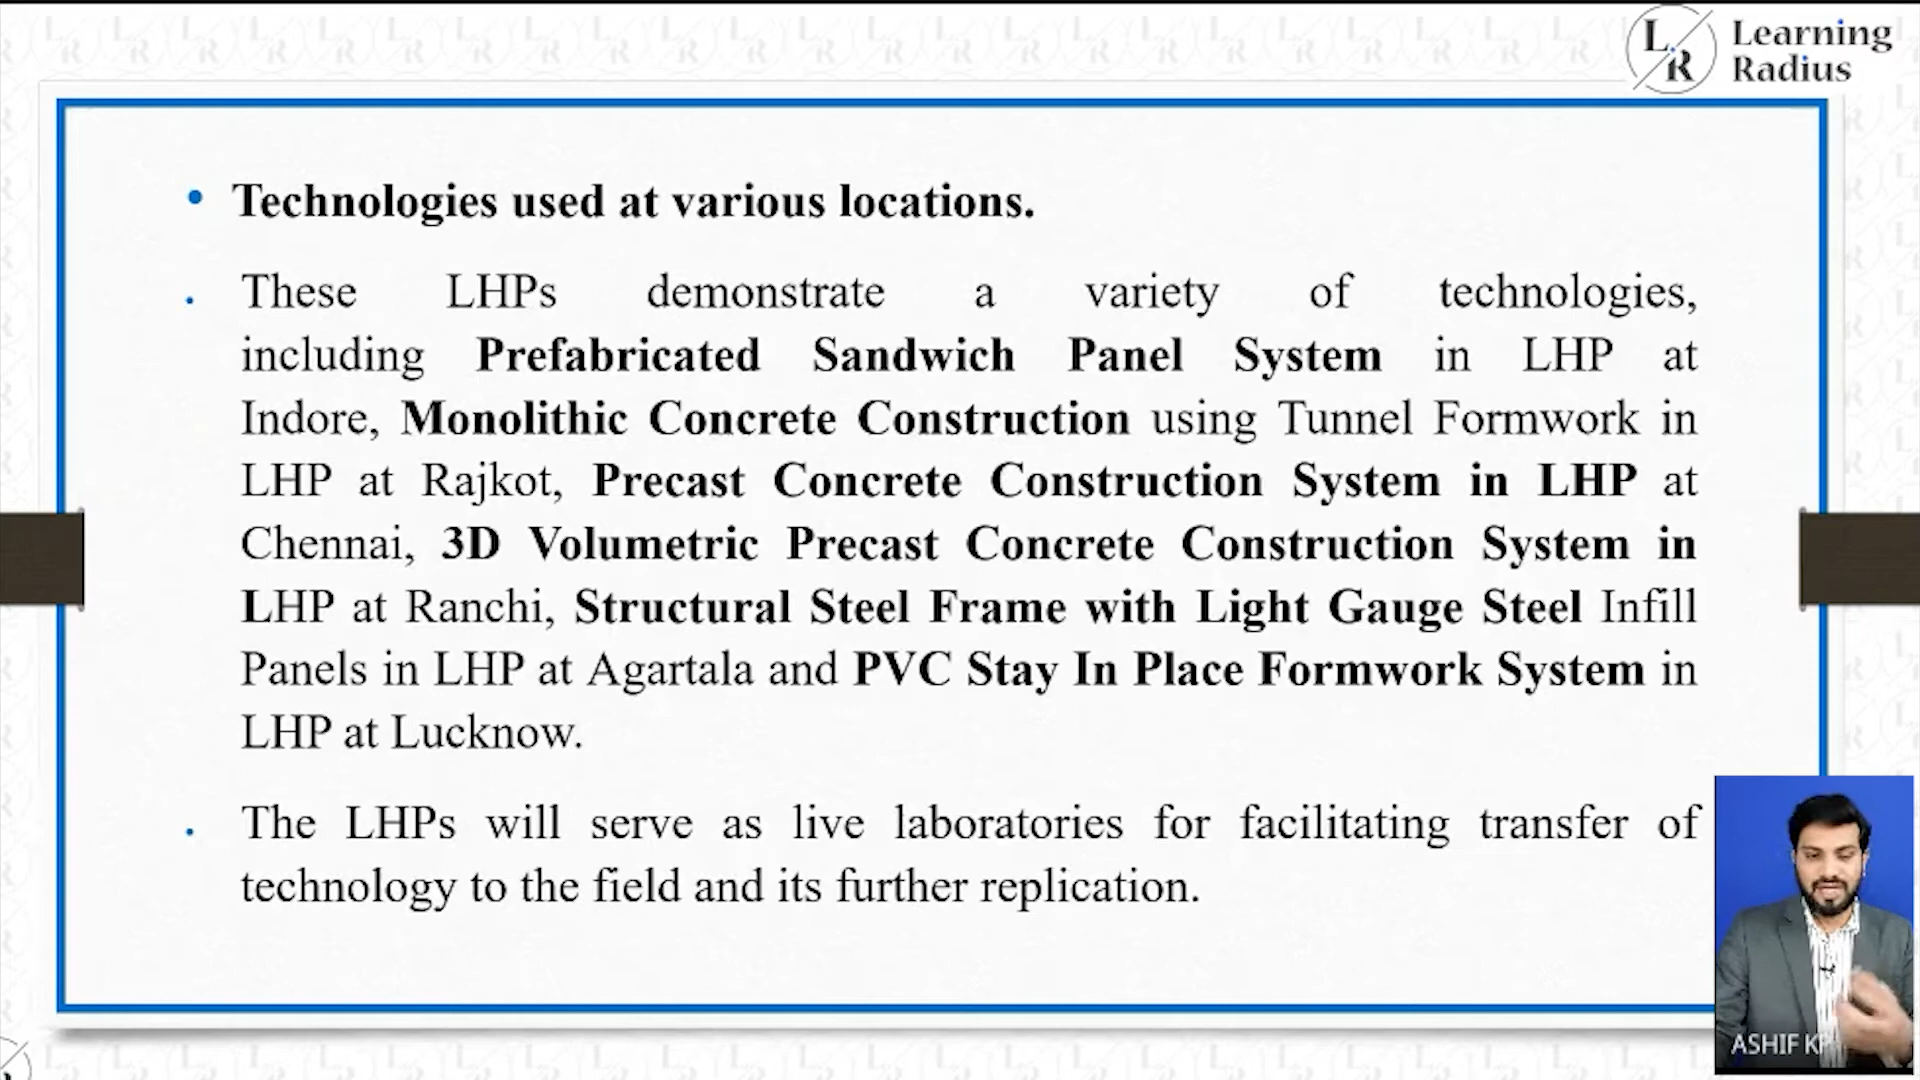 L
R
Learning
Radius
• Technologies used at various locations.
• These LHPs demonstrate a variety of technologies,
including Prefabricated Sandwich Panel System in LHP at
Indore, Monolithic Concrete Construction using Tunnel Formwork in
LHP at Rajkot, Precast Concrete Construction System in LHP at
Chennai, 3D Volumetric Precast Concrete Construction System in
LHP at Ranchi, Structural Steel Frame with Light Gauge Steel Infill
Panels in LHP at Agartala and PVC Stay In Place Formwork System in
LHP at Lucknow.
• The LHPs will serve as live laboratories for facilitating transfer of
technology to the field and its further replication.
ASHIF